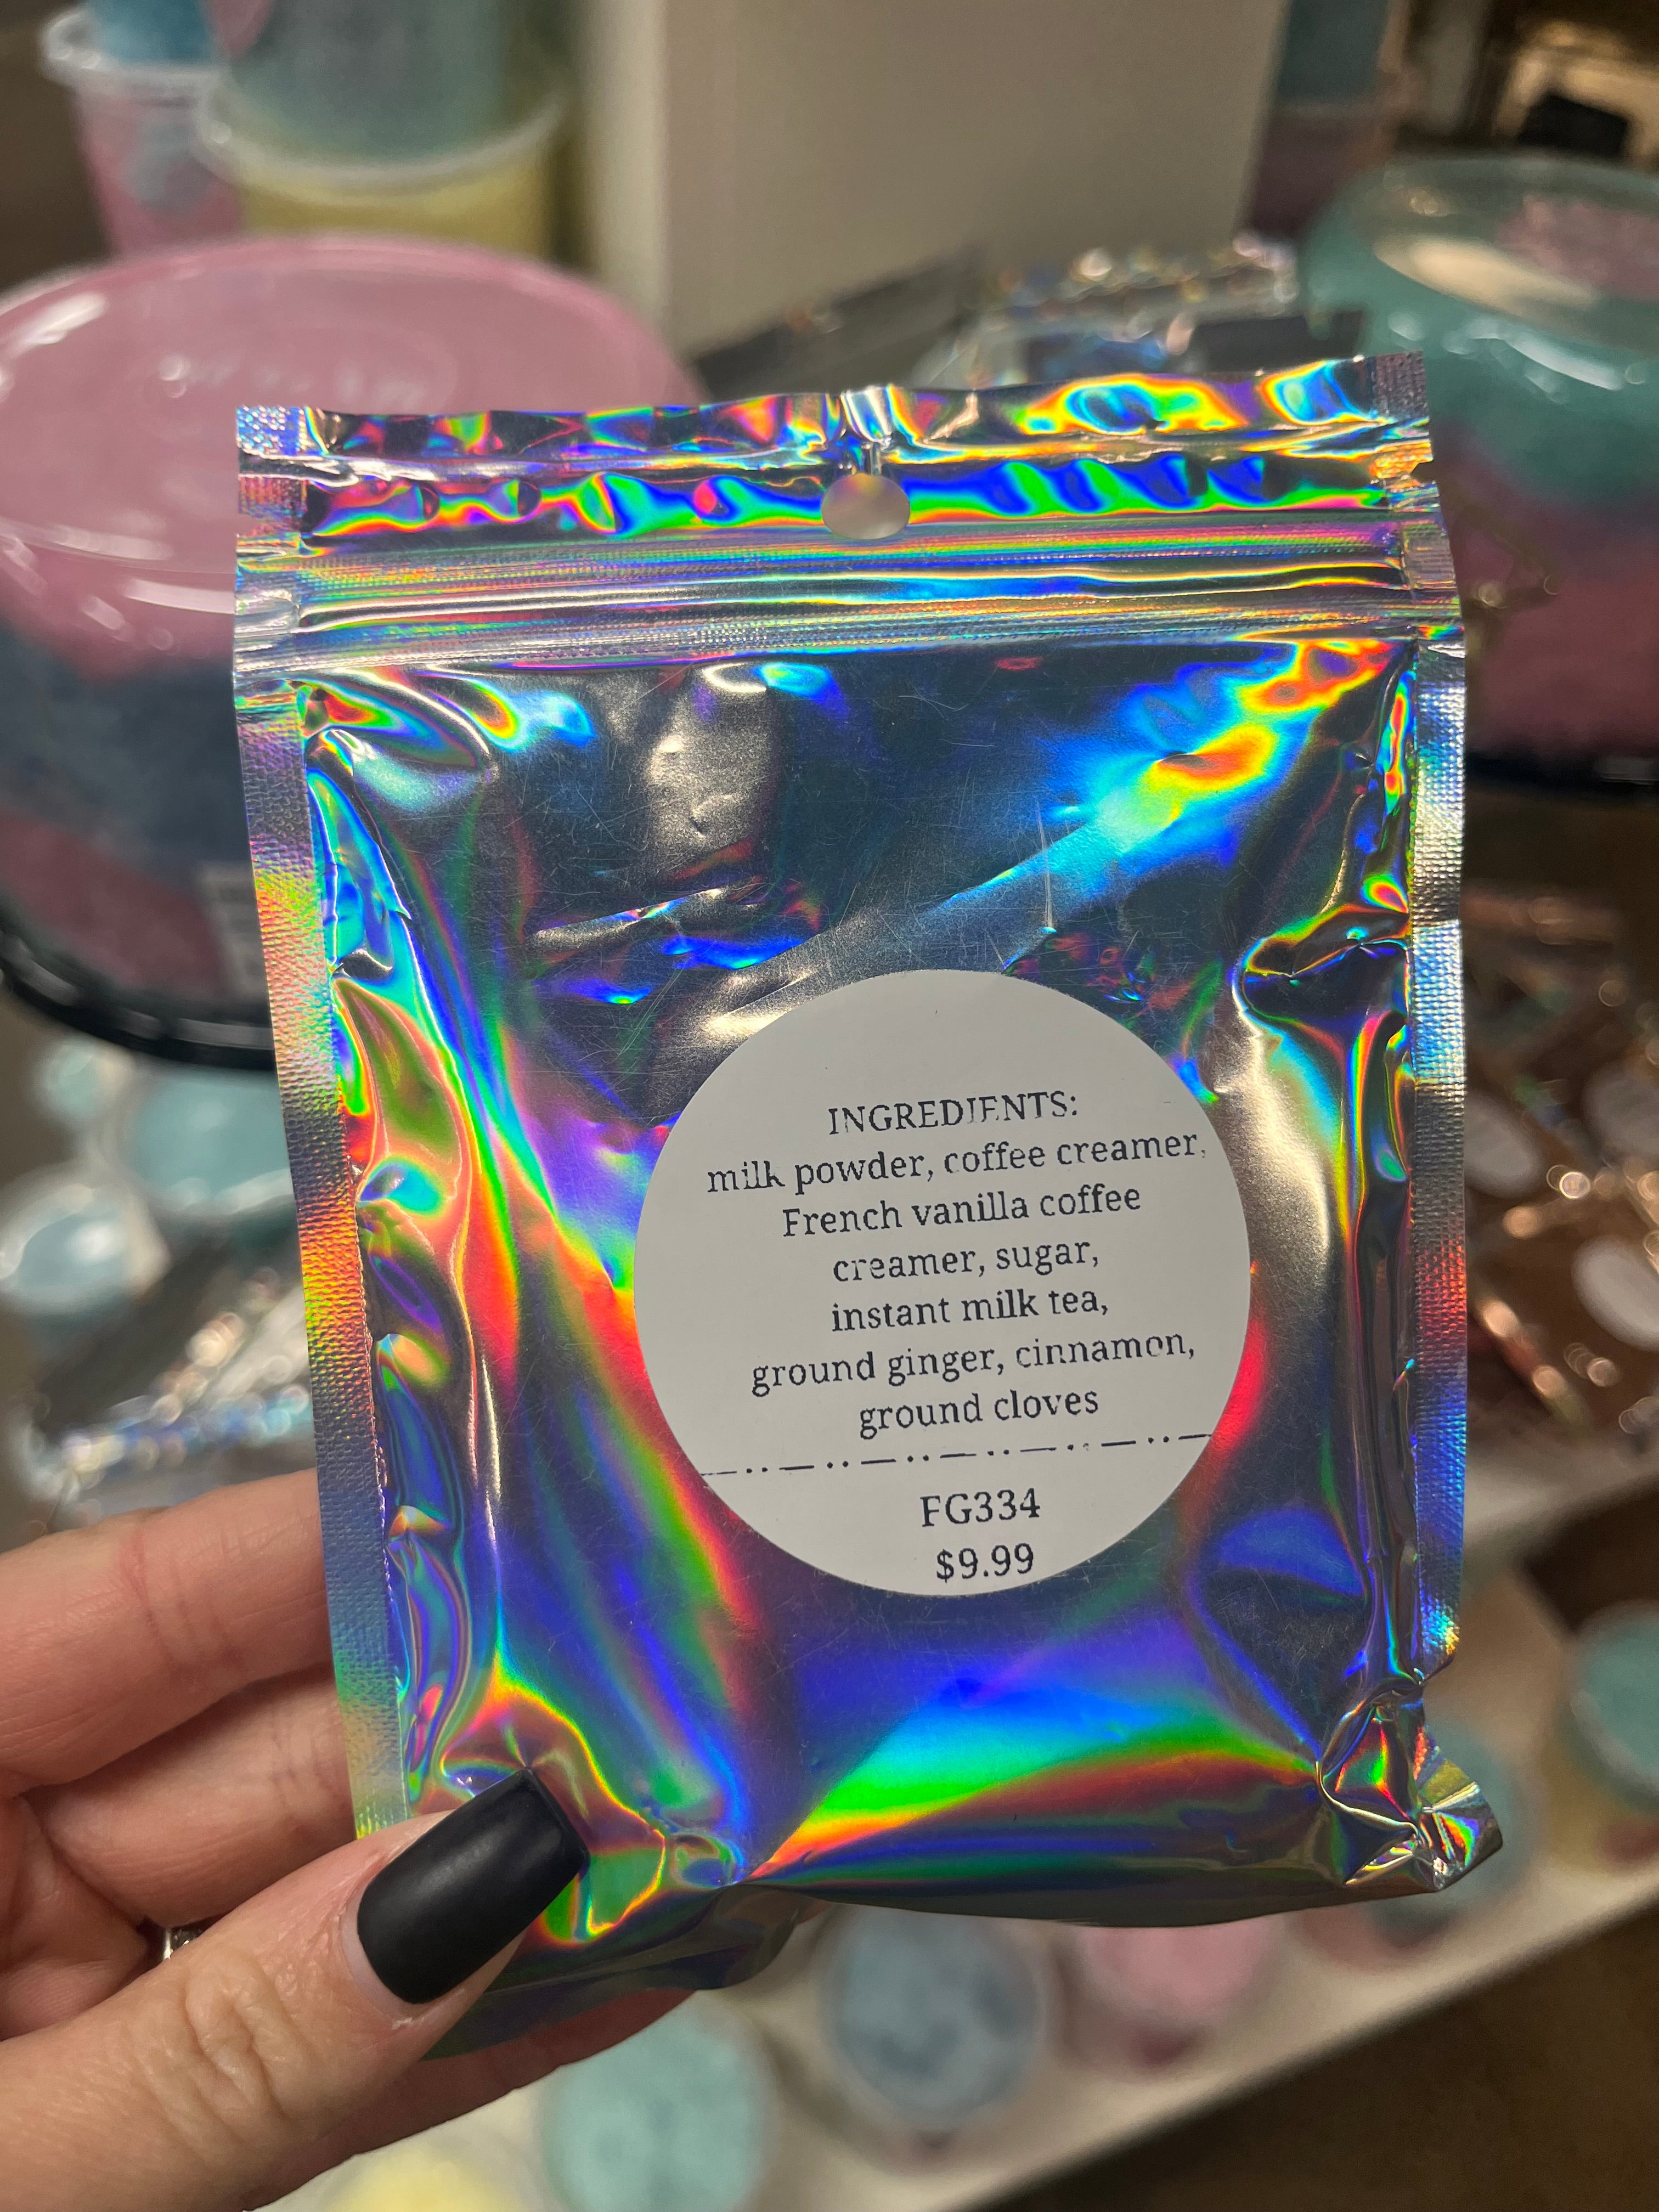 INGREDIENTS:
milk powder, coffee creamer,
French vanilla coffee
creamer, sugar,
instant milk tea,
ground ginger, cinnamon,
ground cloves
FG334
$9.99